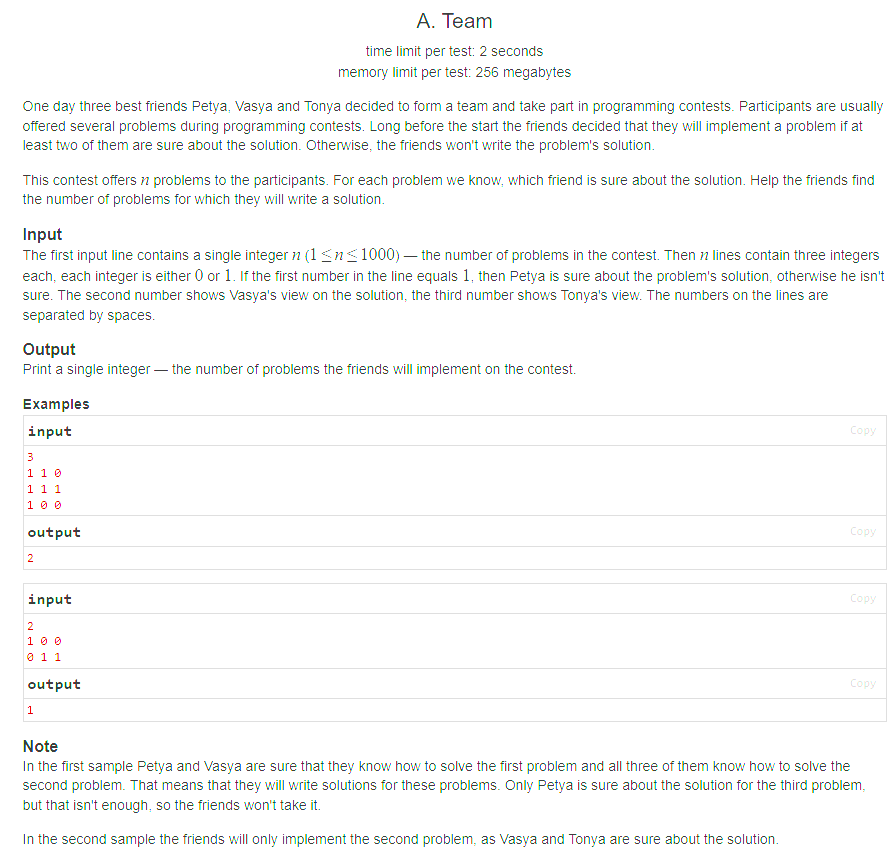 A. Team
time limit per test: 2 seconds
memory limit per test: 256 megabytes
One day three best friends Petya, Vasya and Tonya decided to form a team and take part in programming contests. Participants are usually
offered several problems during programming contests. Long before the start the friends decided that they will implement a problem if at
least two of them are sure about the solution. Otherwise, the friends won't write the problem's solution.
This contest offers n problems to the participants. For each problem we know, which friend is sure about the solution. Help the friends find
the number of problems for which they will write a solution.
Input
The first input line contains a single integer n (1 ≤ n ≤ 1000) — the number of problems in the contest. Then n lines contain three integers
each, each integer is either 0 or 1. If the first number in the line equals 1, then Petya is sure about the problem's solution, otherwise he isn't
sure. The second number shows Vasya's view on the solution, the third number shows Tonya's view. The numbers on the lines are
separated by spaces.
Output
Print a single integer — the number of problems the friends will implement on the contest.
Examples
input Copy
3
1 1 0
1 1 1
1 0 0
output Copy
2
input Copy
2
1 0 0
0 1 1
output Copy
1
Note
In the first sample Petya and Vasya are sure that they know how to solve the first problem and all three of them know how to solve the
second problem. That means that they will write solutions for these problems. Only Petya is sure about the solution for the third problem,
but that isn't enough, so the friends won't take it.
In the second sample the friends will only implement the second problem, as Vasya and Tonya are sure about the solution.